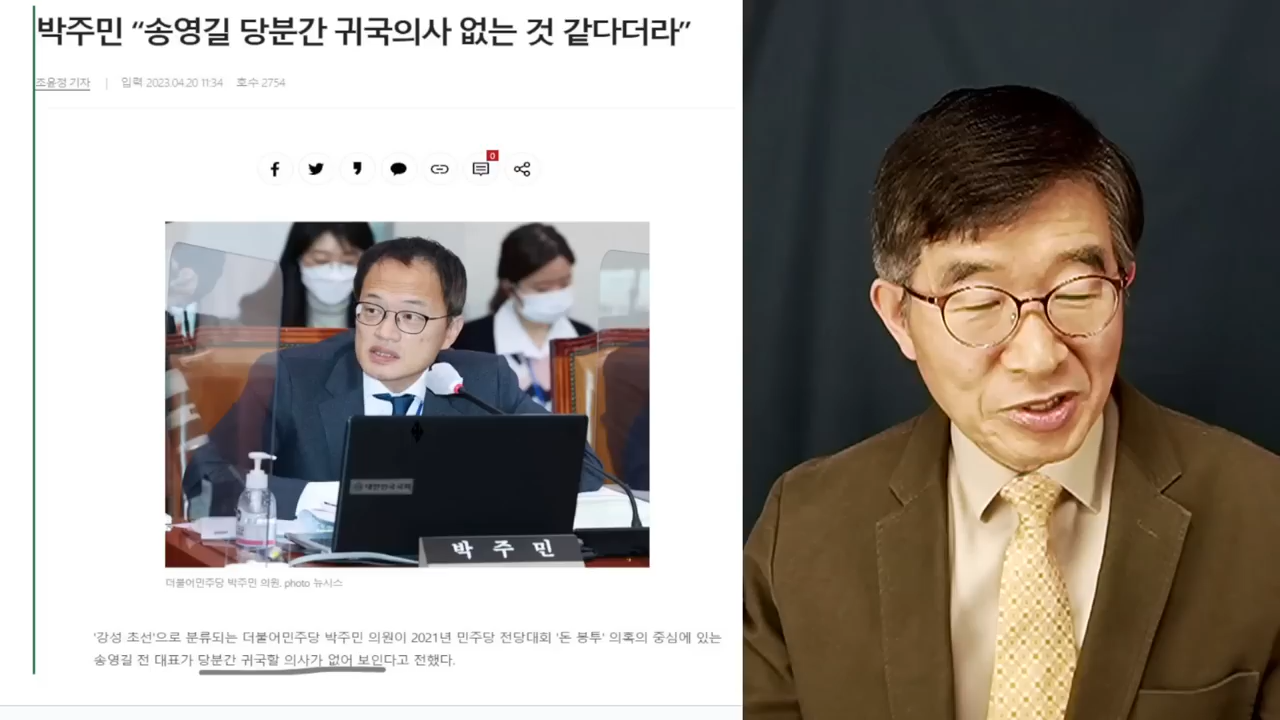 박주민 “송영길 당분간 귀국의사 없는 것 같다더라”
조윤정 기자 | 입력 2023.04.20 11:34 호수 2754
0
대한민국국회
박 주 민
더불어민주당 박주민 의원. photo 뉴시스
'강성 초선'으로 분류되는 더불어민주당 박주민 의원이 2021년 민주당 전당대회 '돈 봉투' 의혹의 중심에 있는
송영길 전 대표가 당분간 귀국할 의사가 없어 보인다고 전했다.